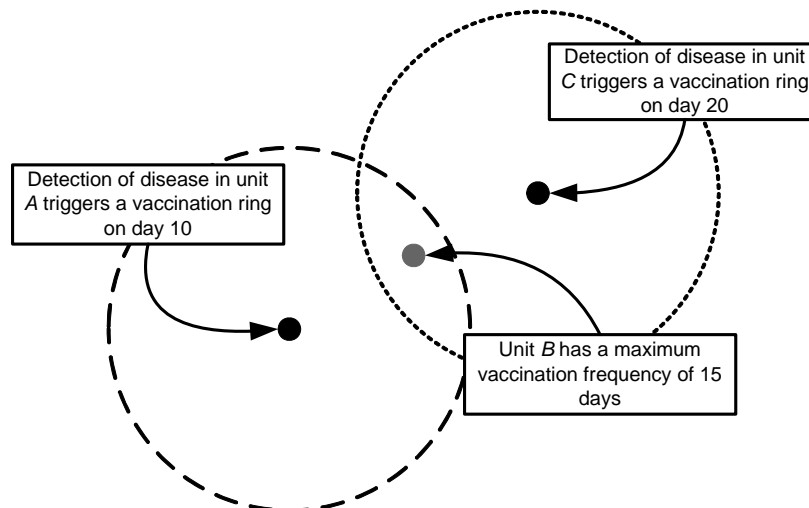 Detection of disease in unit
C triggers a vaccination ring
on day 20
Detection of disease in unit
A triggers a vaccination ring
on day 10
Unit B has a maximum
vaccination frequency of 15
days